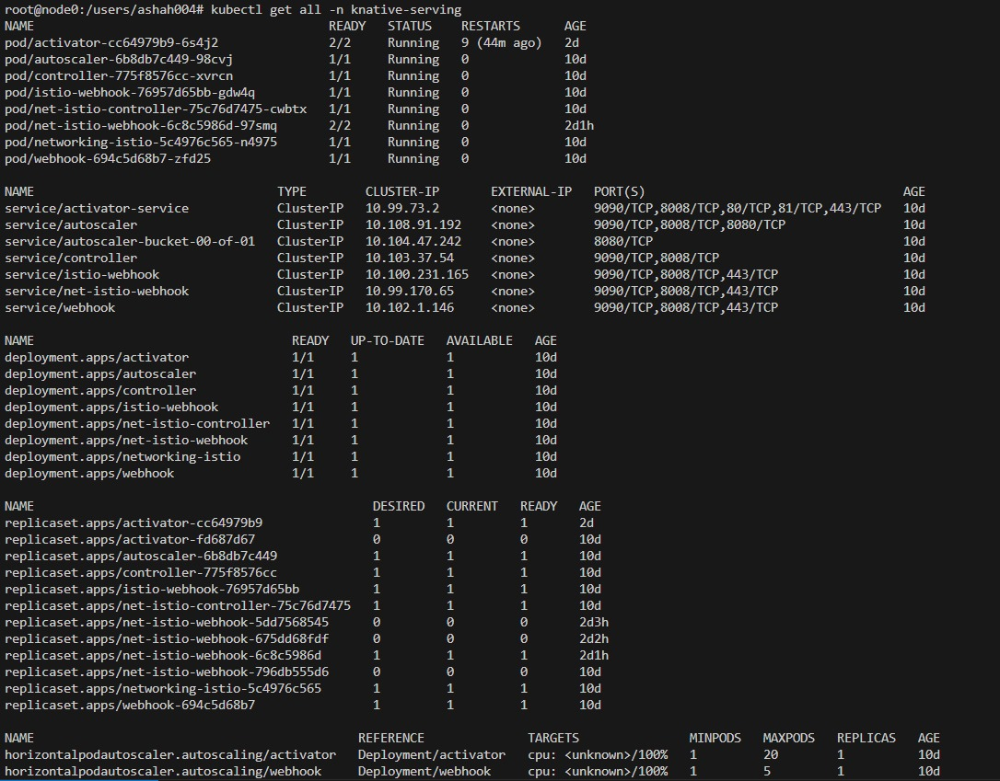 root@node0:/users/ashah004# kubectl get all -n knative-serving
NAME READY STATUS RESTARTS AGE
pod/activator-cc64979b9-6s4j2 2/2 Running 9 (44m ago) 2d
pod/autoscaler-6b8db7c449-98cvj 1/1 Running 0 10d
pod/controller-775f8576cc-xvrcn 1/1 Running 0 10d
pod/istio-webhook-76957d65bb-gdw4q 1/1 Running 0 10d
pod/net-istio-controller-75c76d7475-cwbtx 1/1 Running 0 10d
pod/net-istio-webhook-6c8c5986d-97smq 2/2 Running 0 2d1h
pod/networking-istio-5c4976c565-n4975 1/1 Running 0 10d
pod/webhook-694c5d68b7-zfd25 1/1 Running 0 10d
NAME TYPE CLUSTER-IP EXTERNAL-IP PORT(S) AGE
service/activator-service ClusterIP 10.99.73.2 <none> 9090/TCP,8008/TCP,80/TCP,81/TCP,443/TCP 10d
service/autoscaler ClusterIP 10.108.91.192 <none> 9090/TCP,8008/TCP,8080/TCP 10d
service/autoscaler-bucket-00-of-01 ClusterIP 10.104.47.242 <none> 8080/TCP 10d
service/controller ClusterIP 10.103.37.54 <none> 9090/TCP,8008/TCP 10d
service/istio-webhook ClusterIP 10.100.231.165 <none> 9090/TCP,8008/TCP,443/TCP 10d
service/net-istio-webhook ClusterIP 10.99.170.65 <none> 9090/TCP,8008/TCP,443/TCP 10d
service/webhook ClusterIP 10.102.1.146 <none> 9090/TCP,8008/TCP,443/TCP 10d
NAME READY UP-TO-DATE AVAILABLE AGE
deployment.apps/activator 1/1 1 1 10d
deployment.apps/autoscaler 1/1 1 1 10d
deployment.apps/controller 1/1 1 1 10d
deployment.apps/istio-webhook 1/1 1 1 10d
deployment.apps/net-istio-controller 1/1 1 1 10d
deployment.apps/net-istio-webhook 1/1 1 1 10d
deployment.apps/networking-istio 1/1 1 1 10d
deployment.apps/webhook 1/1 1 1 10d
NAME DESIRED CURRENT READY AGE
replicaset.apps/activator-cc64979b9 1 1 1 2d
replicaset.apps/activator-fd687d67 0 0 0 10d
replicaset.apps/autoscaler-6b8db7c449 1 1 1 10d
replicaset.apps/controller-775f8576cc 1 1 1 10d
replicaset.apps/istio-webhook-76957d65bb 1 1 1 10d
replicaset.apps/net-istio-controller-75c76d7475 1 1 1 10d
replicaset.apps/net-istio-webhook-5dd7568545 0 0 0 2d3h
replicaset.apps/net-istio-webhook-675dd68fdf 0 0 0 2d2h
replicaset.apps/net-istio-webhook-6c8c5986d 1 1 1 2d1h
replicaset.apps/net-istio-webhook-796db555d6 0 0 0 10d
replicaset.apps/networking-istio-5c4976c565 1 1 1 10d
replicaset.apps/webhook-694c5d68b7 1 1 1 10d
NAME REFERENCE TARGETS MINPODS MAXPODS REPLICAS AGE
horizontalpodautoscaler.autoscaling/activator Deployment/activator cpu: <unknown>/100% 1 20 1 10d
horizontalpodautoscaler.autoscaling/webhook Deployment/webhook cpu: <unknown>/100% 1 5 1 10d